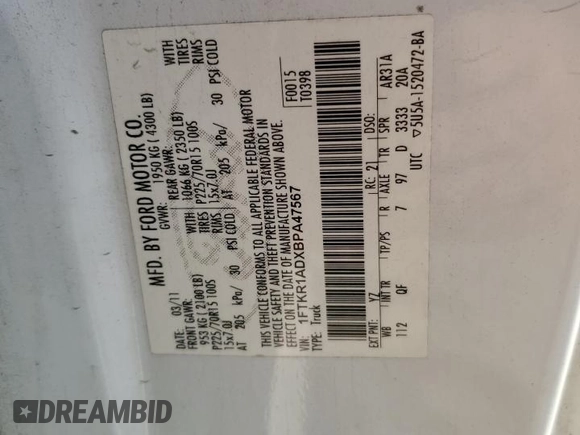 MFD. BY FORD MOTOR CO.
DATE: 03/11 GVWR: 1950 KG ( 4300 LB)
FRONT GAWR: REAR GAWR: WITH
953 KG ( 2100 LB) WITH 1066 KG ( 2350 LB) TIRES
P225/70R15 100S TIRES P225/70R15 100S RIMS
15x7.0J RIMS 15x7.0J
AT 205 kPa/ 30 PSI COLD AT 205 kPa/ 30 PSI COLD
THIS VEHICLE CONFORMS TO ALL APPLICABLE FEDERAL MOTOR
VEHICLE SAFETY AND THEFT PREVENTION STANDARDS IN
EFFECT ON THE DATE OF MANUFACTURE SHOWN ABOVE.
VIN: 1FTKR1ADXBPA47567 F0015
TYPE: Truck T0398
EXT PNT: YZ RC: 21 DSO:
WB INT TR TP/PS R AXLE TR SPR AR31A
112 QF 7 97 D 3333 20A
UTC ▽5U5A-1520472-BA
DREAMBID